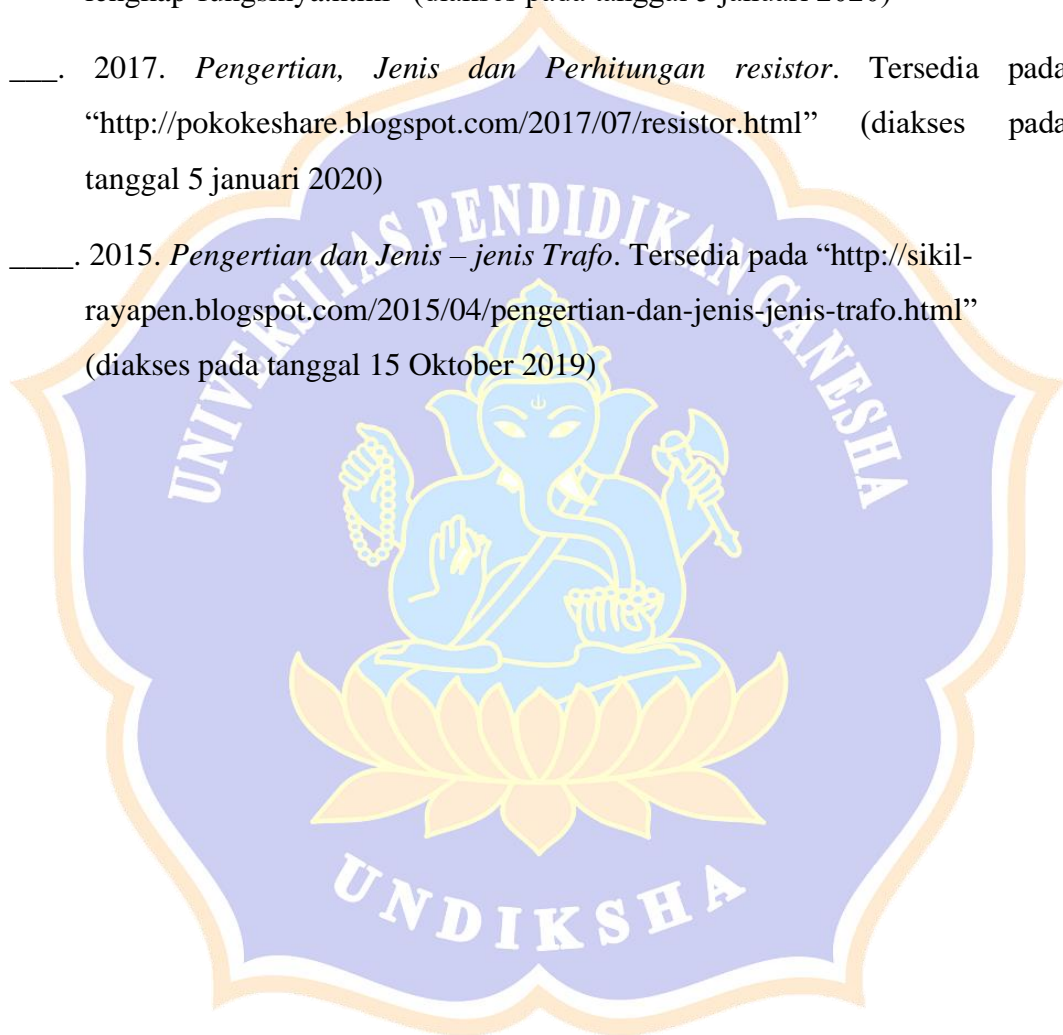 ___. 2017. Pengertian, Jenis dan Perhitungan resistor. Tersedia pada
“http://pokokeshare.blogspot.com/2017/07/resistor.html” (diakses pada
tanggal 5 januari 2020)
____. 2015. Pengertian dan Jenis – jenis Trafo. Tersedia pada “http://sikil-
rayapen.blogspot.com/2015/04/pengertian-dan-jenis-jenis-trafo.html”
(diakses pada tanggal 15 Oktober 2019)
UNIVERSITAS PENDIDIKAN GANESHA
UNDIKSHA